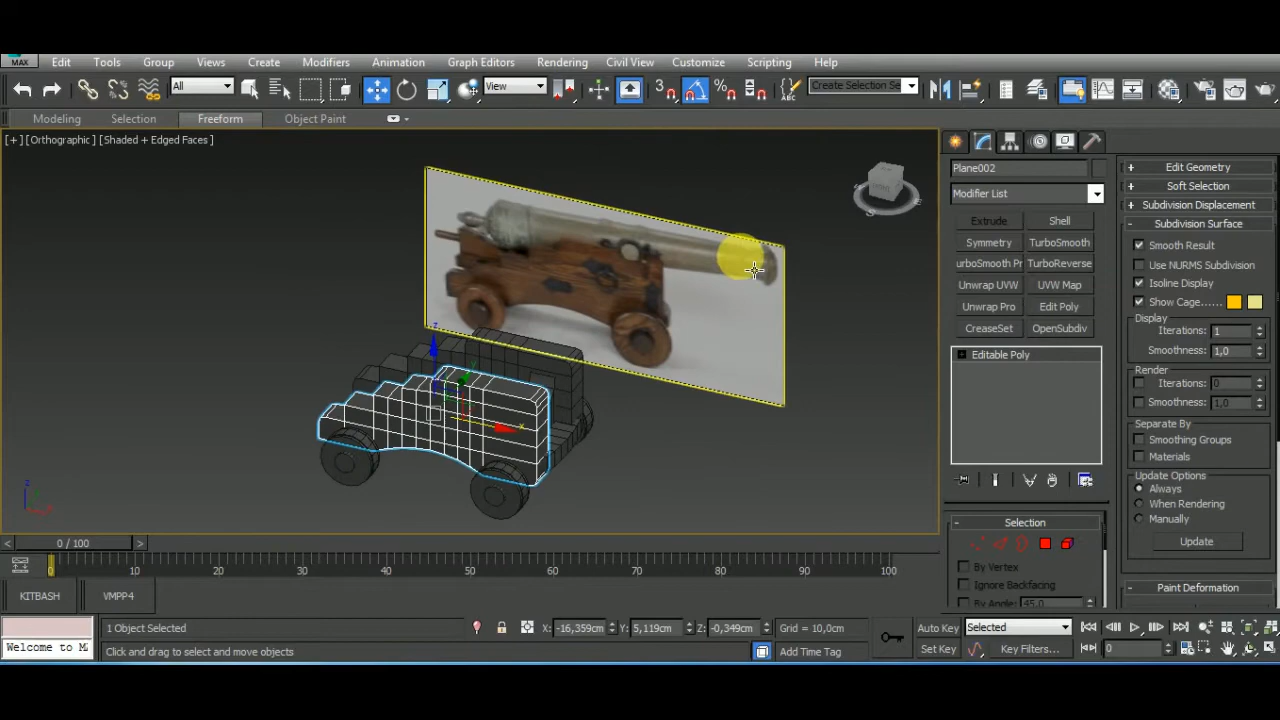 MAX
Edit Tools Group Views Create Modifiers Animation Graph Editors Rendering Civil View Customize Scripting Help
All View 3 Create Selection Se
Modeling Selection Freeform Object Paint
[+] [Orthographic] [Shaded + Edged Faces]
Plane002
Modifier List
Extrude Shell
Symmetry TurboSmooth
urboSmooth Pr TurboReverse
Unwrap UVW UVW Map
Unwrap Pro Edit Poly
CreaseSet OpenSubdiv
Editable Poly
Selection
By Vertex
Ignore Backfacing
By Angle: 45,0
Edit Geometry
Soft Selection
Subdivision Displacement
Subdivision Surface
Smooth Result
Use NURMS Subdivision
Isoline Display
Show Cage......
Display
Iterations: 1
Smoothness: 1,0
Render
Iterations: 0
Smoothness: 1,0
Separate By
Smoothing Groups
Materials
Update Options
Always
When Rendering
Manually
Update
Paint Deformation
z
x
z
< 0 / 100 >
0 10 20 30 40 50 60 70 80 90 100
KITBASH VMPP4
1 Object Selected X: -16,359cm Y: 5,119cm Z: -0,349cm Grid = 10,0cm Auto Key Selected
Welcome to M Click and drag to select and move objects Add Time Tag Set Key Key Filters... 0